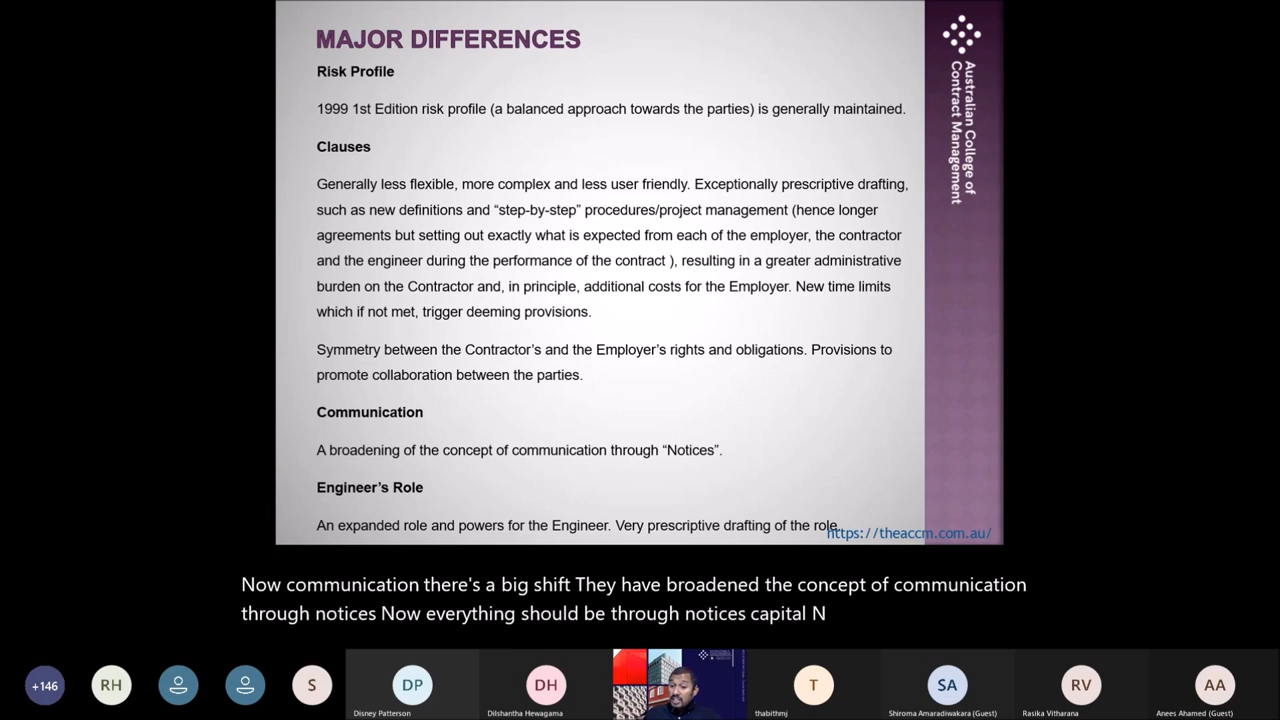 MAJOR DIFFERENCES
Risk Profile
1999 1st Edition risk profile (a balanced approach towards the parties) is generally maintained.
Clauses
Generally less flexible, more complex and less user friendly. Exceptionally prescriptive drafting,
such as new definitions and “step-by-step” procedures/project management (hence longer
agreements but setting out exactly what is expected from each of the employer, the contractor
and the engineer during the performance of the contract ), resulting in a greater administrative
burden on the Contractor and, in principle, additional costs for the Employer. New time limits
which if not met, trigger deeming provisions.
Symmetry between the Contractor’s and the Employer’s rights and obligations. Provisions to
promote collaboration between the parties.
Communication
A broadening of the concept of communication through “Notices”.
Engineer’s Role
An expanded role and powers for the Engineer. Very prescriptive drafting of the role.
https://theaccm.com.au/
Australian College of
Contract Management
Now communication there's a big shift They have broadened the concept of communication
through notices Now everything should be through notices capital N
+146
RH
S
DP
Disney Patterson
DH
Dilshantha Hewagama
T
thabithmj
SA
Shiroma Amaradiwakara (Guest)
RV
Rasika Vitharana
AA
Anees Ahamed (Guest)